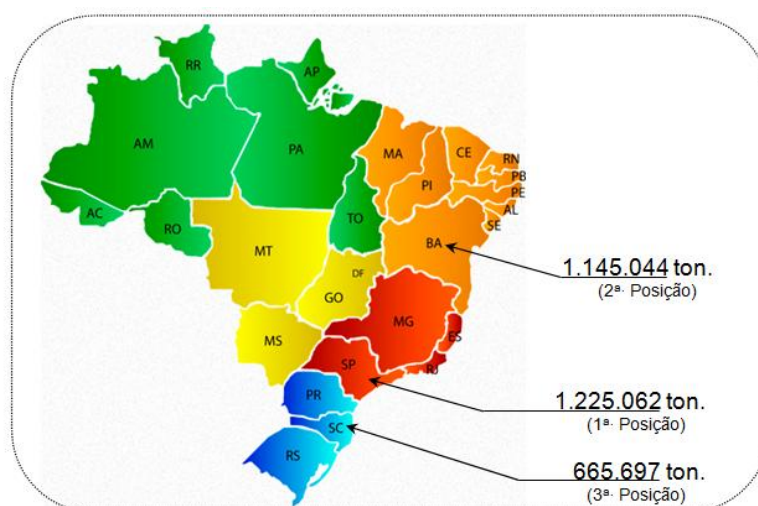 RR
AP
AM
PA
MA
CE
RN
PB
PI
PE
AL
AC
TO
SE
RO
BA
MT
1.145.044 ton.
(2ª. Posição)
DF
GO
MG
MS
ES
SP
RJ
PR
1.225.062 ton.
(1ª. Posição)
SC
RS
665.697 ton.
(3ª. Posição)